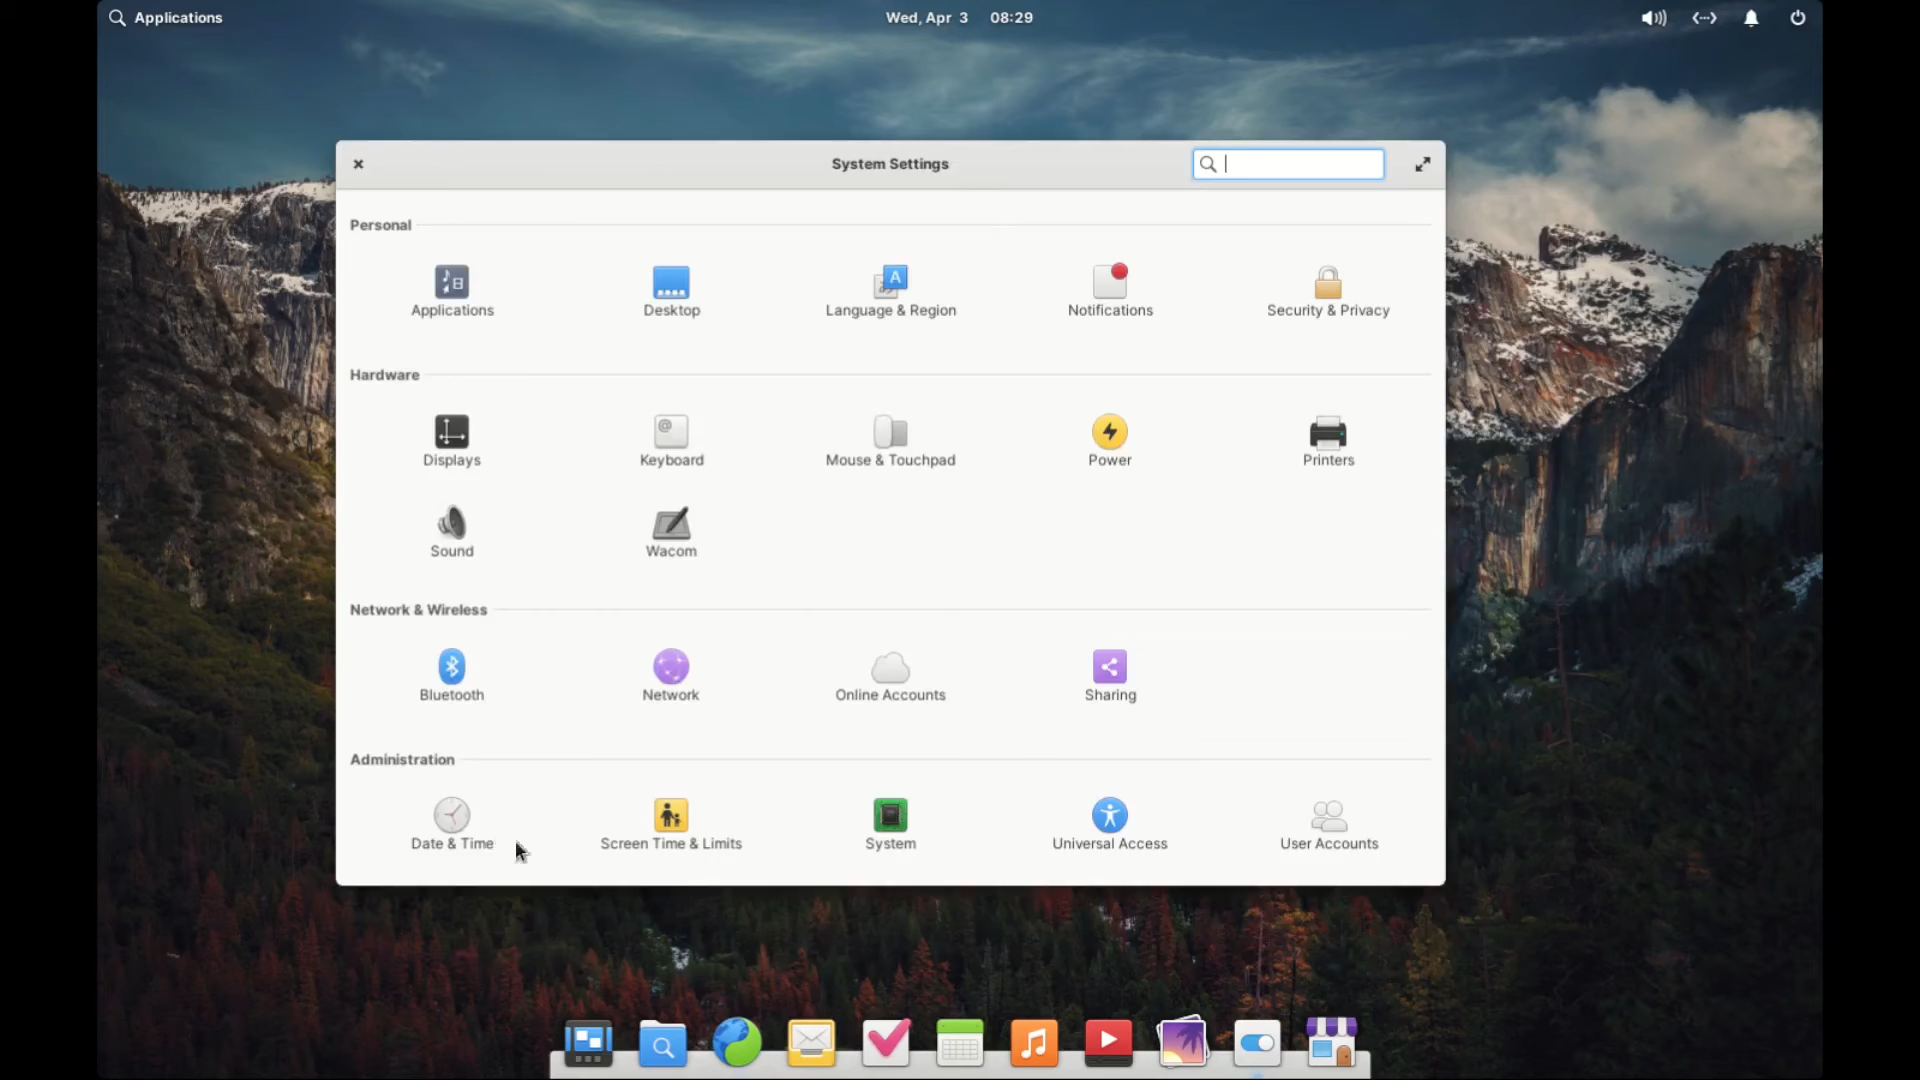 Applications
Wed, Apr 3 08:29
System Settings
Personal
Applications
Desktop
Language & Region
Notifications
Security & Privacy
Hardware
Displays
Keyboard
Mouse & Touchpad
Power
Printers
Sound
Wacom
Network & Wireless
Bluetooth
Network
Online Accounts
Sharing
Administration
Date & Time
Screen Time & Limits
System
Universal Access
User Accounts